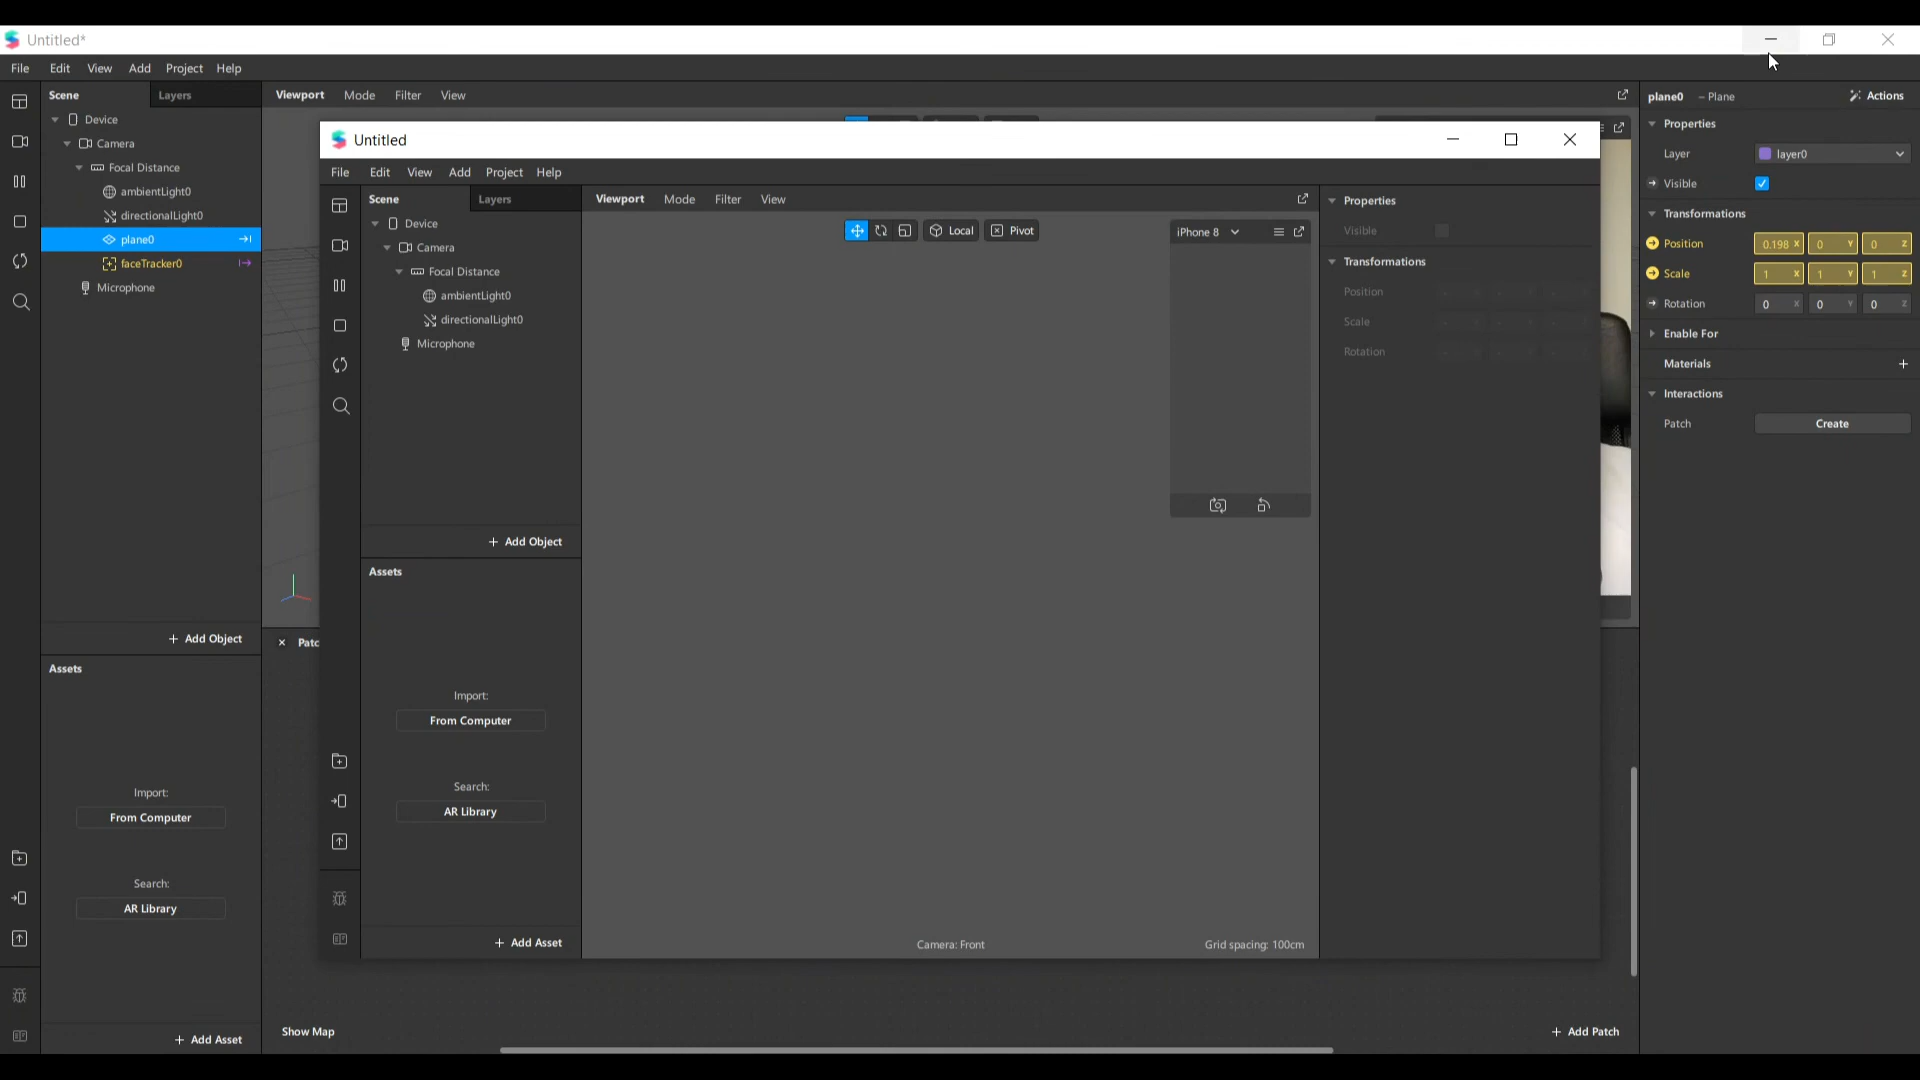 Untitled*
File Edit View Add Project Help
Scene Layers
Device
Camera
Focal Distance
ambientLight0
directionalLight0
plane0
faceTracker0
Microphone
+ Add Object
Assets
Import:
From Computer
Search:
AR Library
+ Add Asset
Viewport Mode Filter View
× Patc
Show Map
+ Add Patch
Untitled
File Edit View Add Project Help
Scene Layers
Device
Camera
Focal Distance
ambientLight0
directionalLight0
Microphone
+ Add Object
Assets
Import:
From Computer
Search:
AR Library
+ Add Asset
Viewport Mode Filter View
Local Pivot
iPhone 8
Camera: Front
Grid spacing: 100cm
Properties
Visible
Transformations
Position
Scale
Rotation
plane0 – Plane Actions
Properties
Layer layer0
Visible
Transformations
Position 0.198 X 0 Y 0 Z
Scale 1 X 1 Y 1 Z
Rotation 0 X 0 Y 0 Z
Enable For
Materials +
Interactions
Patch Create